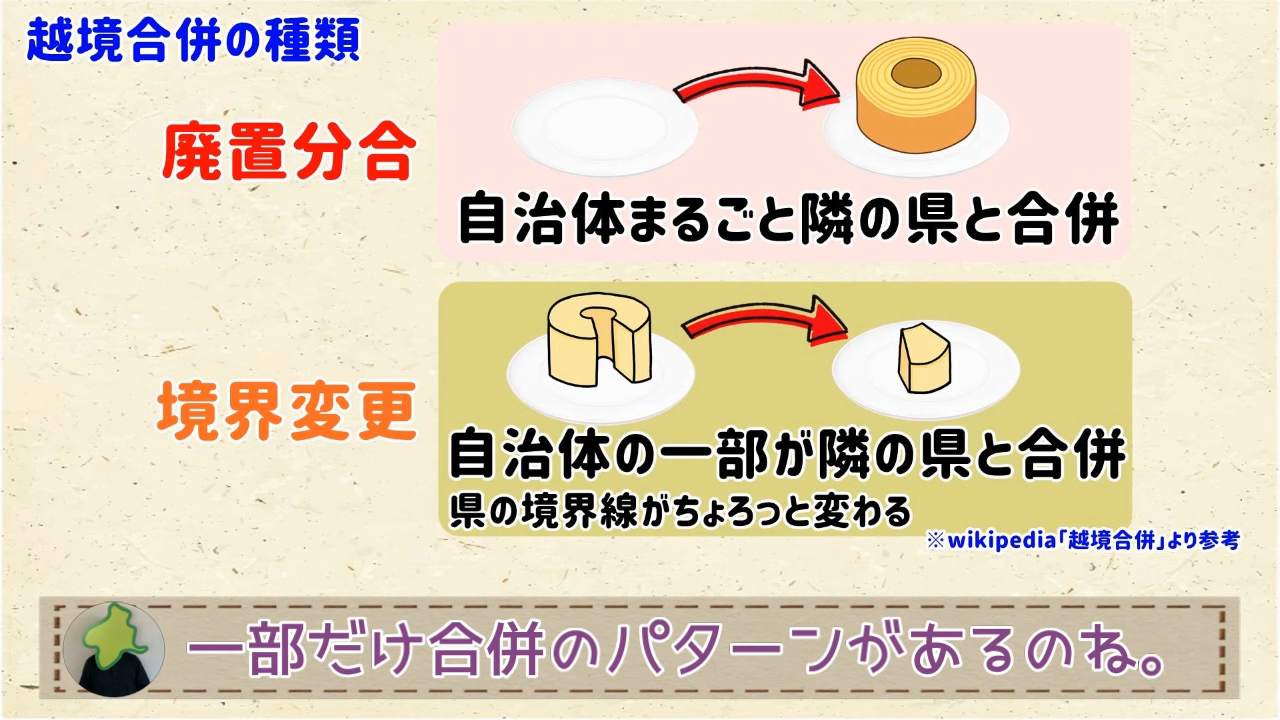 越境合併の種類
廃置分合
自治体まるごと隣の県と合併
境界変更
自治体の一部が隣の県と合併
県の境界線がちょろっと変わる
※wikipedia「越境合併」より参考
一部だけ合併のパターンがあるのね。